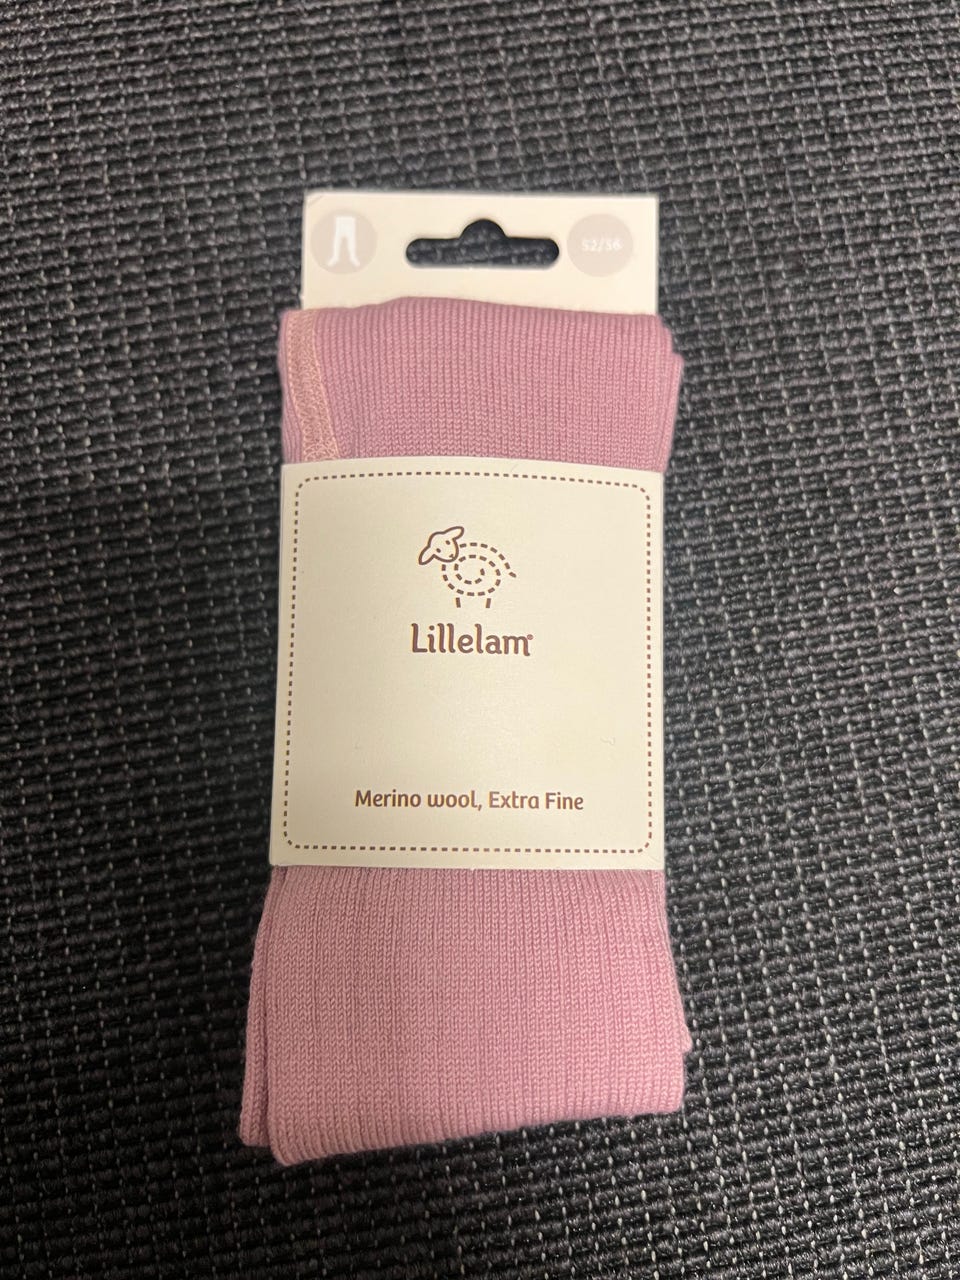 52/56
Lillelam®
Merino wool, Extra Fine